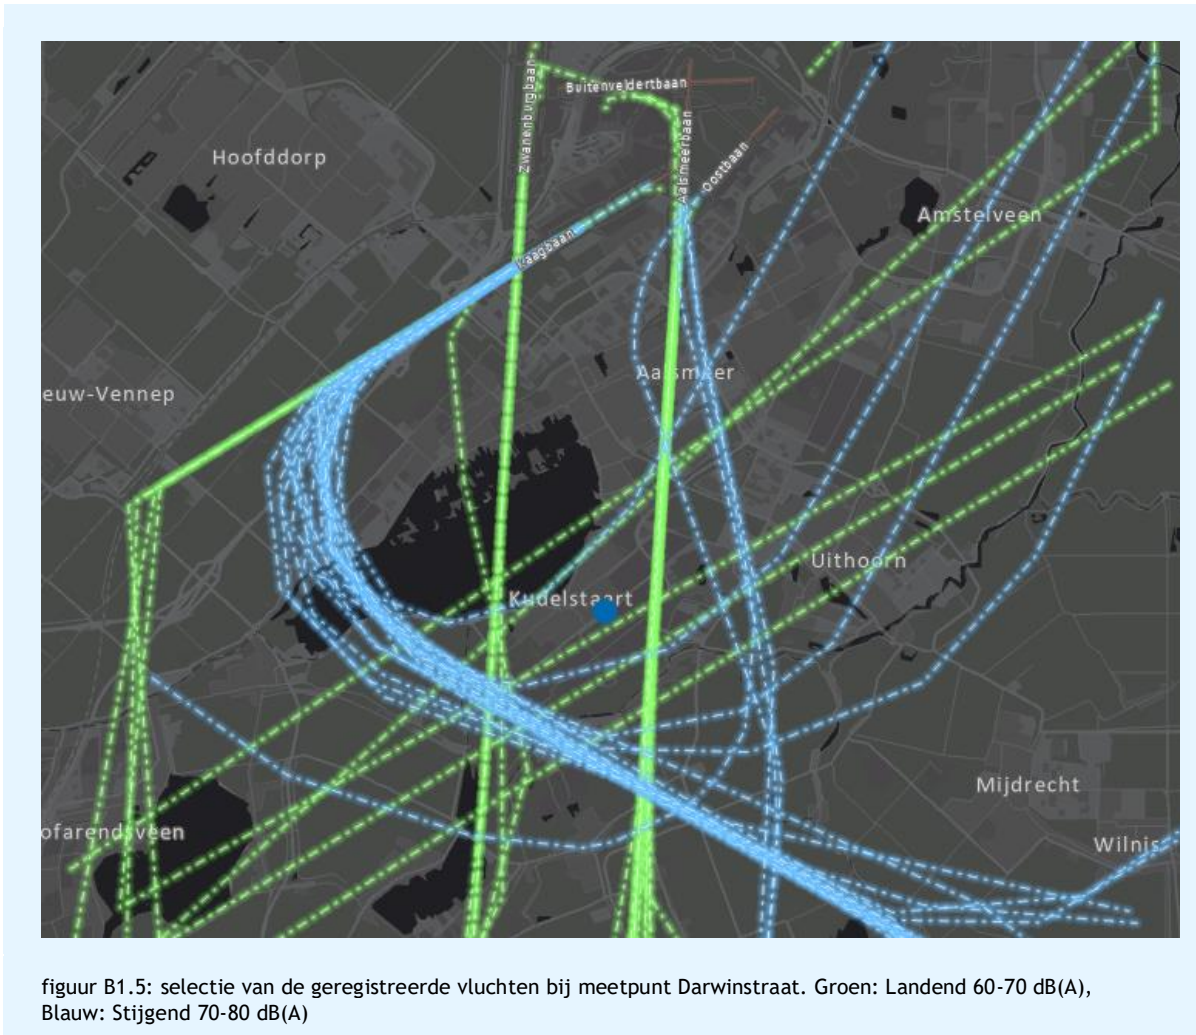 Buitenveldertbaan
Zwanenburgbaan
Hoofddorp
Aalsmeerbaan
Oostbaan
Amstelveen
Kaagbaan
Aalsmeer
euw-Vennep
Uithoorn
Kudelstaart
Mijdrecht
ofarendsveen
Wilnis
figuur B1.5: selectie van de geregistreerde vluchten bij meetpunt Darwinstraat. Groen: Landend 60-70 dB(A),
Blauw: Stijgend 70-80 dB(A)